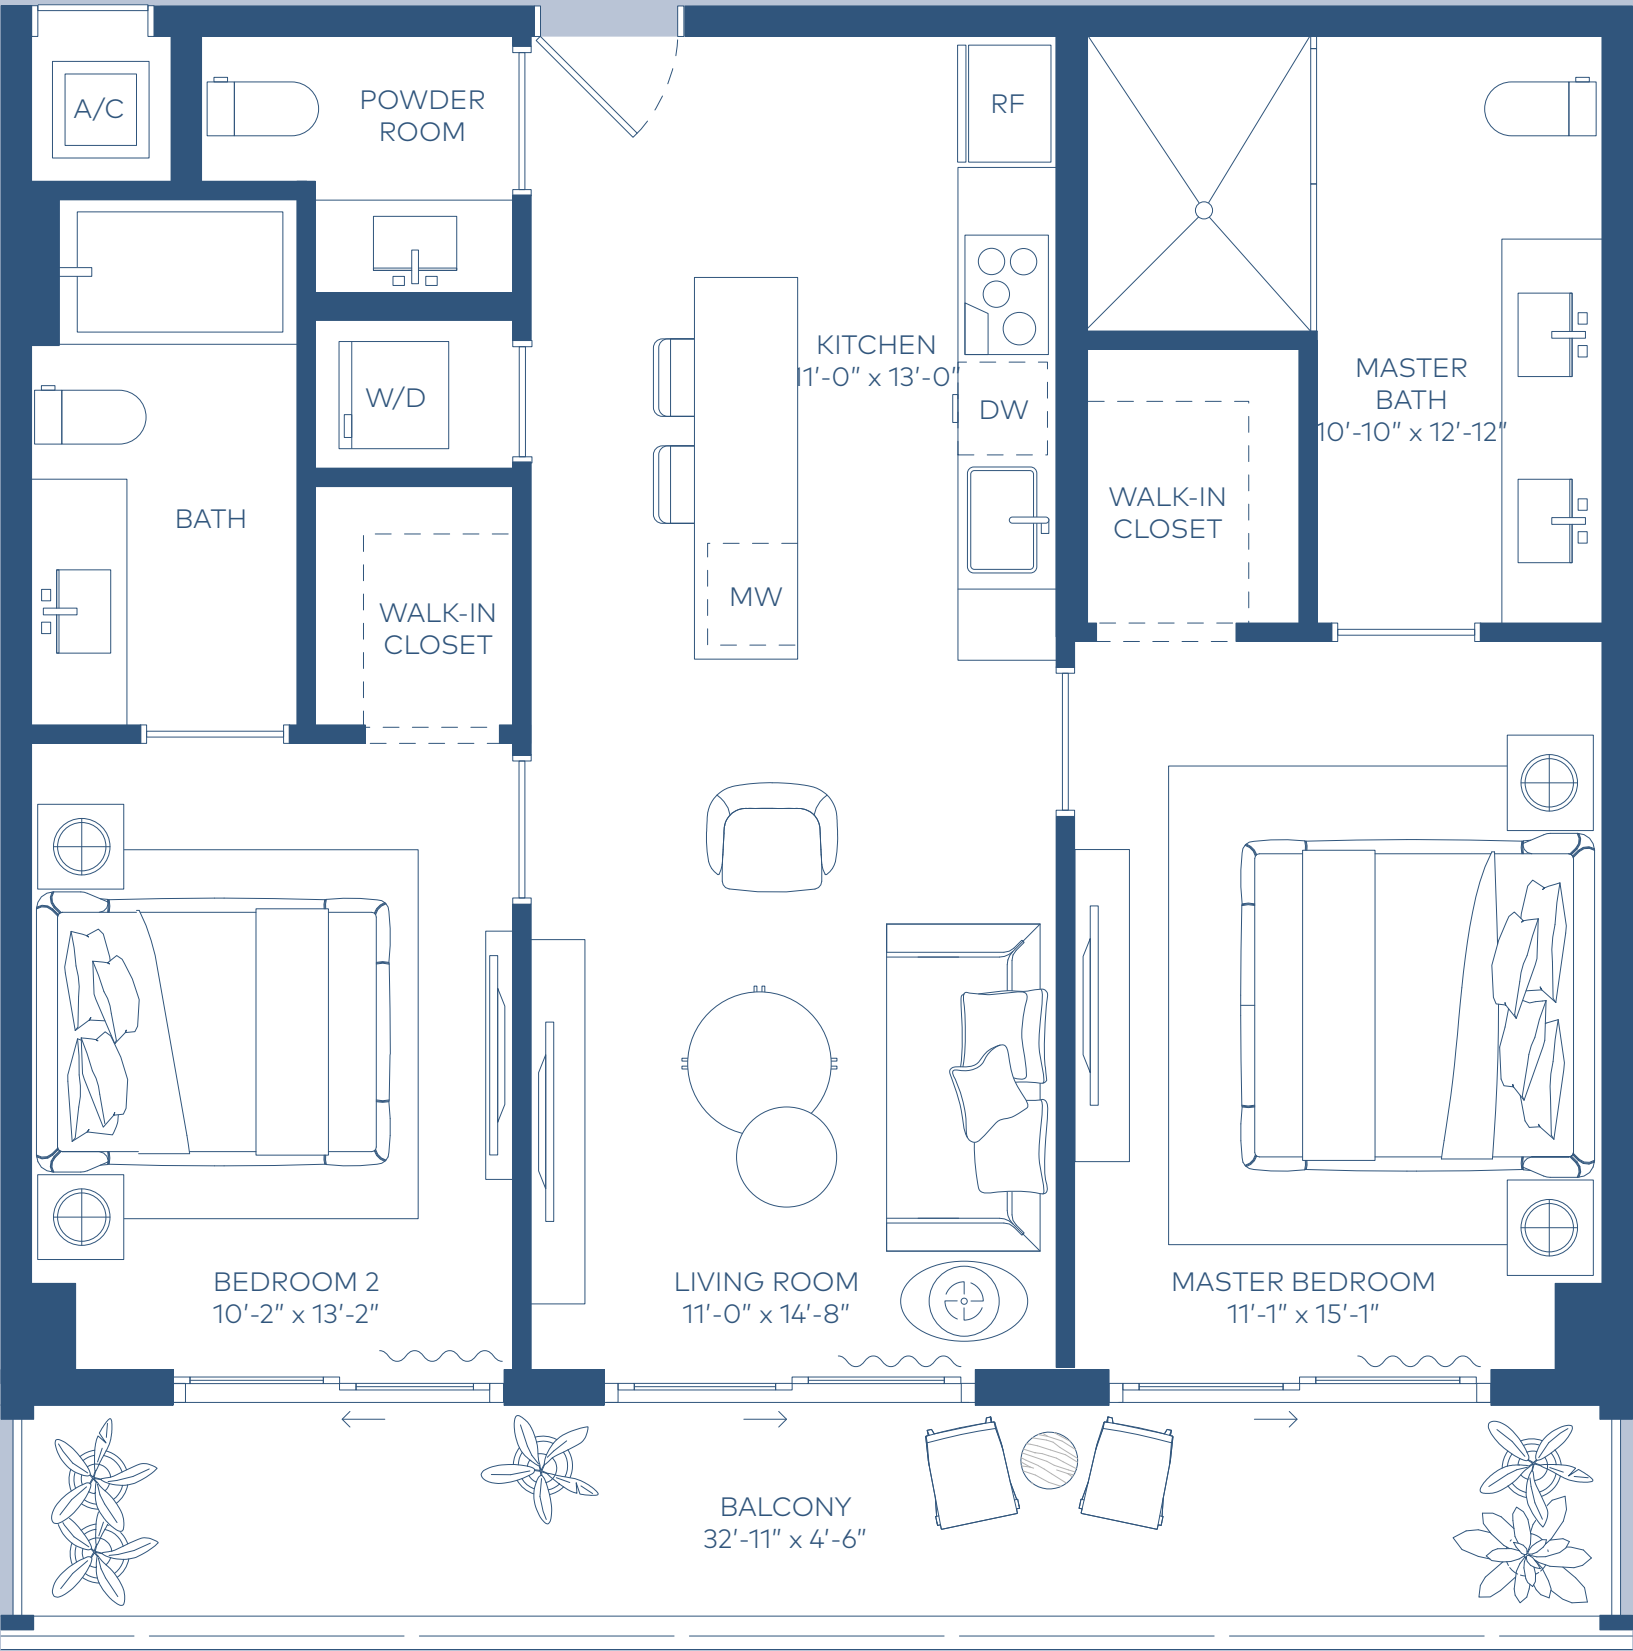 A/C
POWDER
ROOM
RF
KITCHEN
11'-0" x 13'-0"
MASTER
BATH
10'-10" x 12'-12"
W/D
DW
BATH
WALK-IN
CLOSET
WALK-IN
CLOSET
MW
BEDROOM 2
10'-2" x 13'-2"
LIVING ROOM
11'-0" x 14'-8"
MASTER BEDROOM
11'-1" x 15'-1"
BALCONY
32'-11" x 4'-6"